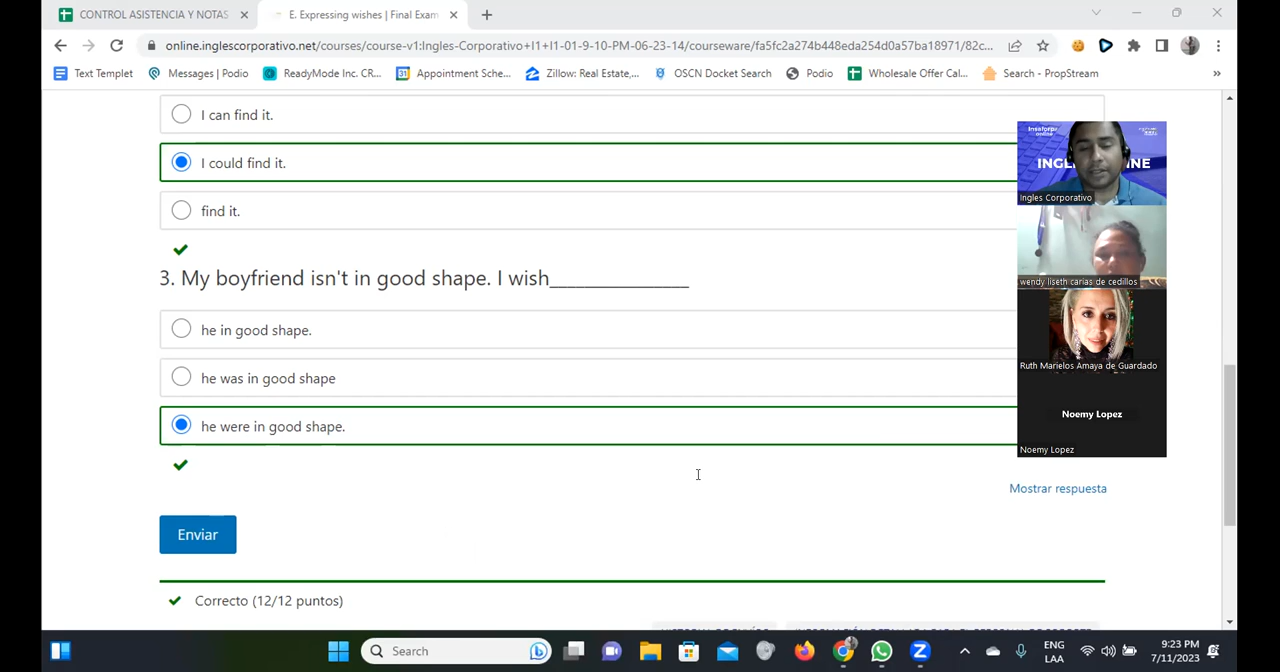 CONTROL ASISTENCIA Y NOTAS
E. Expressing wishes | Final Exam
online.inglescorporativo.net/courses/course-v1:Ingles-Corporativo+I1+I1-01-9-10-PM-06-23-14/courseware/fa5fc2a274b448eda254d0a57ba18971/82c...
Text Templet
Messages | Podio
ReadyMode Inc. CR...
Appointment Sche...
Zillow: Real Estate,...
OSCN Docket Search
Podio
Wholesale Offer Cal...
Search - PropStream
»
I can find it.
I could find it.
find it.
3. My boyfriend isn't in good shape. I wish_______________
he in good shape.
he was in good shape
he were in good shape.
Mostrar respuesta
Enviar
Correcto (12/12 puntos)
Insaforp
online
INGL INE
Ingles Corporativo
wendy liseth carias de cedillos
Ruth Marielos Amaya de Guardado
Noemy Lopez
Noemy Lopez
Search
ENG
LAA
9:23 PM
7/11/2023